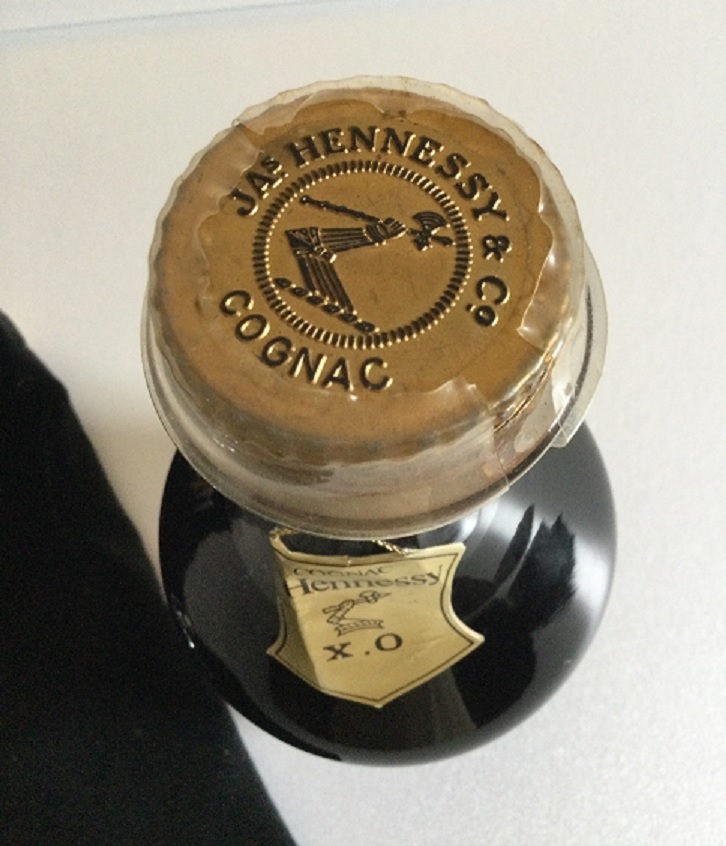 JAS HENNESSY & Co
COGNAC
COGNAC
Hennessy
X.O